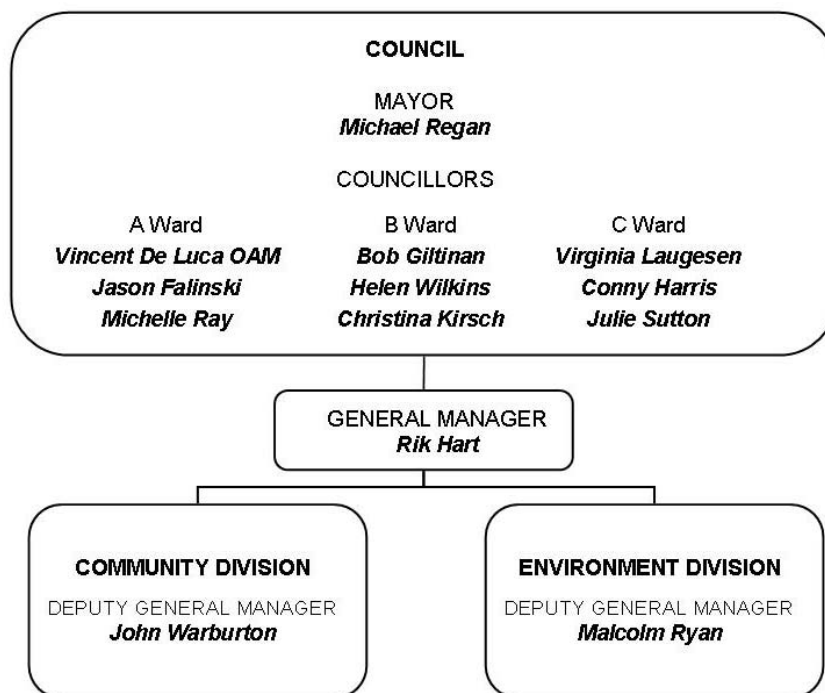 COUNCIL
MAYOR
Michael Regan
COUNCILLORS
A Ward
Vincent De Luca OAM
Jason Falinski
Michelle Ray
B Ward
Bob Giltinan
Helen Wilkins
Christina Kirsch
C Ward
Virginia Laugesen
Conny Harris
Julie Sutton
GENERAL MANAGER
Rik Hart
COMMUNITY DIVISION
DEPUTY GENERAL MANAGER
John Warburton
ENVIRONMENT DIVISION
DEPUTY GENERAL MANAGER
Malcolm Ryan